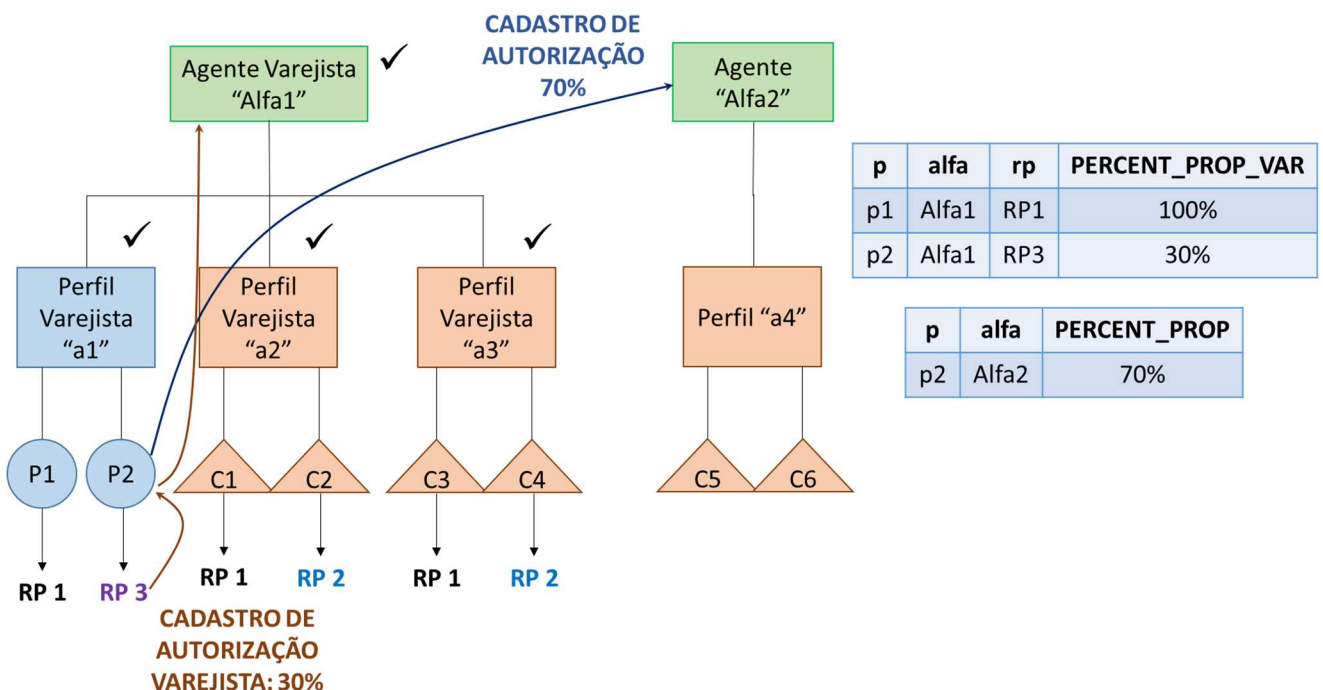 CADASTRO DE
AUTORIZAÇÃO
70%
Agente Varejista
“Alfa1”
Agente
“Alfa2”
p alfa rp PERCENT_PROP_VAR
p1 Alfa1 RP1 100%
p2 Alfa1 RP3 30%
Perfil
Varejista
“a1”
Perfil
Varejista
“a2”
Perfil
Varejista
“a3”
Perfil “a4”
p alfa PERCENT_PROP
p2 Alfa2 70%
P1 P2 C1 C2 C3 C4 C5 C6
RP 1 RP 3 RP 1 RP 2 RP 1 RP 2
CADASTRO DE
AUTORIZAÇÃO
VAREJISTA: 30%